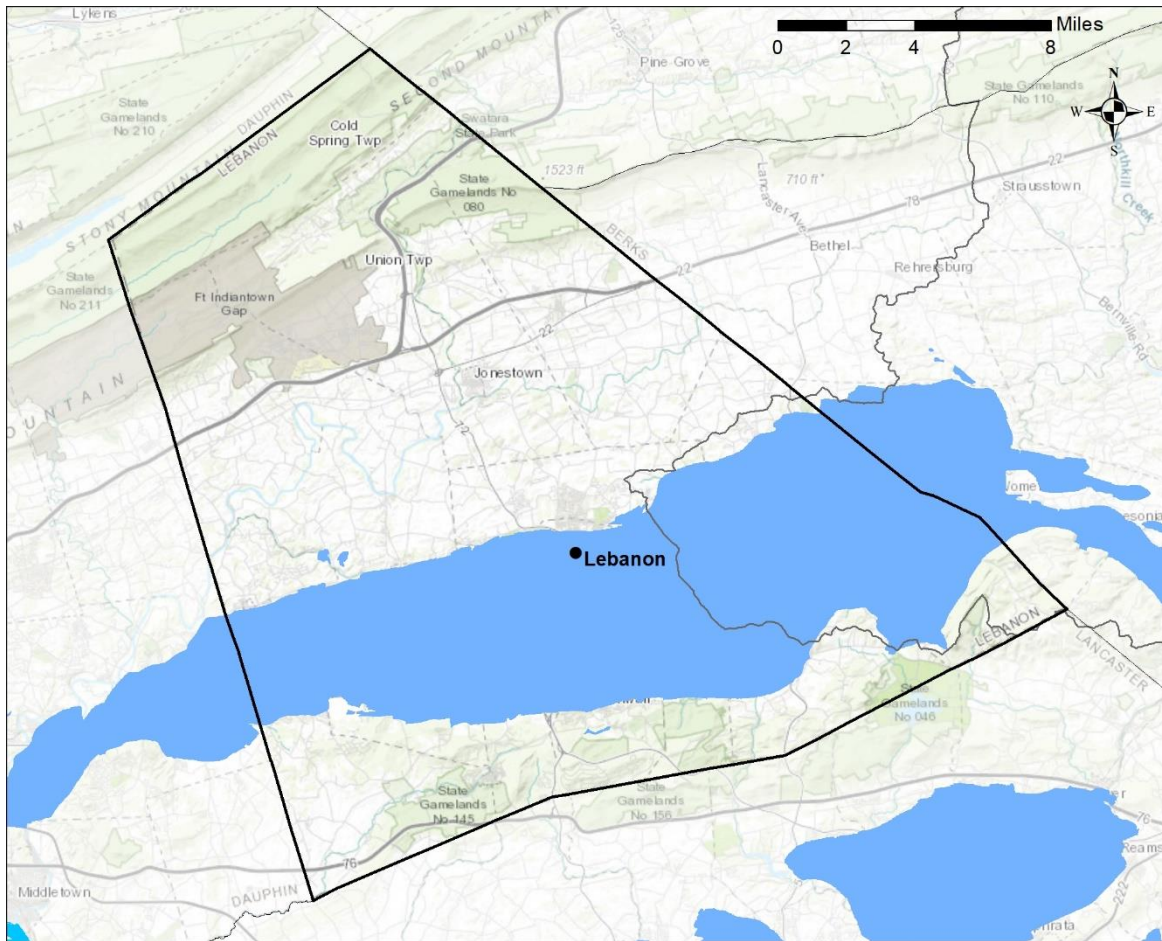 Lykens
125
Pine Grove
Miles
0 2 4 6 8
N
W E
S
State
Gamelands
No 210
DAUPHIN
LEBANON
STONY MOUNTAIN
SECOND MOUNTAIN
Cold
Spring Twp
Swatara
State Park
State
Gamelands No
080
1523 ft
Lancaster Ave
710 ft
State
Gamelands
No 110
22
78
Strausstown
Northkill
Creek
State
Gamelands
No 211
Ft Indiantown
Gap
Union Twp
BERKS
22
Bethel
Rehrersburg
Bernville Rd
MOUNTAIN
22
Jonestown
72
Lebanon
LEBANON
LANCASTER
State
Gamelands
No 046
State
Gamelands
No 145
State
Gamelands
No 156
76
76
Middletown
DAUPHIN
222